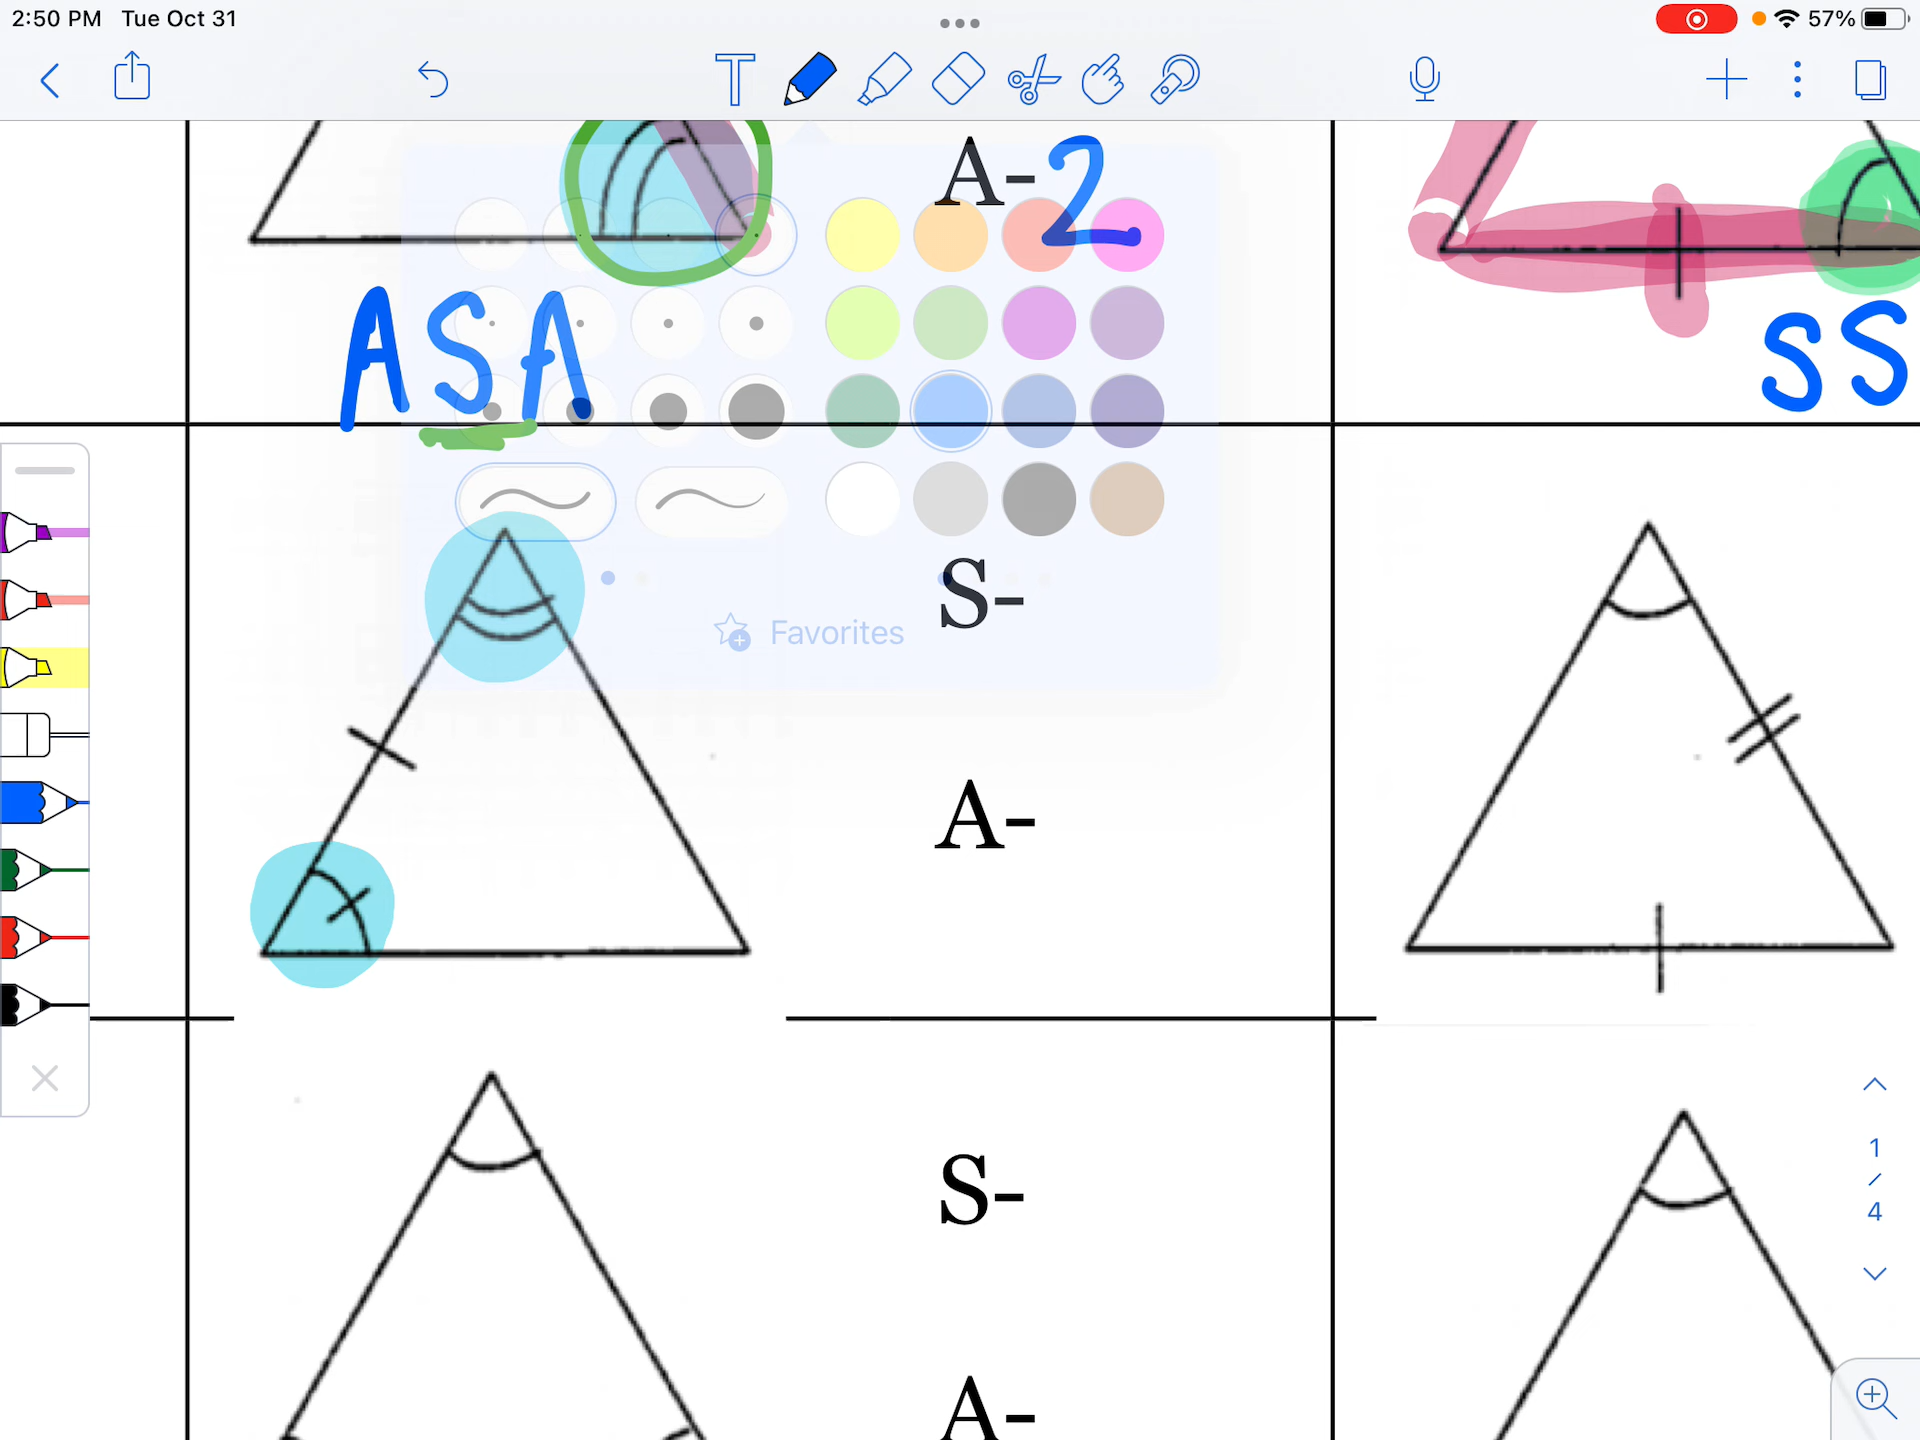 2:50 PM Tue Oct 31
57%
T
A-2
ASA
SS
S-
Favorites
A-
1
/
4
S-
A-